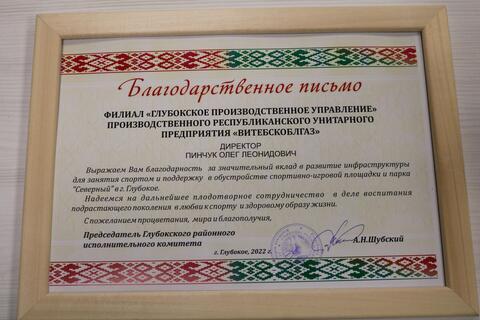 Благодарственное письмо
ФИЛИАЛ «ГЛУБОКСКОЕ ПРОИЗВОДСТВЕННОЕ УПРАВЛЕНИЕ»
ПРОИЗВОДСТВЕННОГО РЕСПУБЛИКАНСКОГО УНИТАРНОГО
ПРЕДПРИЯТИЯ «ВИТЕБСКОБЛГАЗ»
ДИРЕКТОР
ПИНЧУК ОЛЕГ ЛЕОНИДОВИЧ
Выражаем Вам благодарность за значительный вклад в развитие инфраструктуры
для занятия спортом и поддержку в обустройстве спортивно-игровой площадки и парка
"Северный" в г. Глубокое.
Надеемся на дальнейшее плодотворное сотрудничество в деле воспитания
подрастающего поколения в любви к спорту и здоровому образу жизни.
С пожеланием процветания, мира и благополучия,
Председатель Глубокского районного
исполнительного комитета А.Н.Шубский
г. Глубокое, 2022 г.